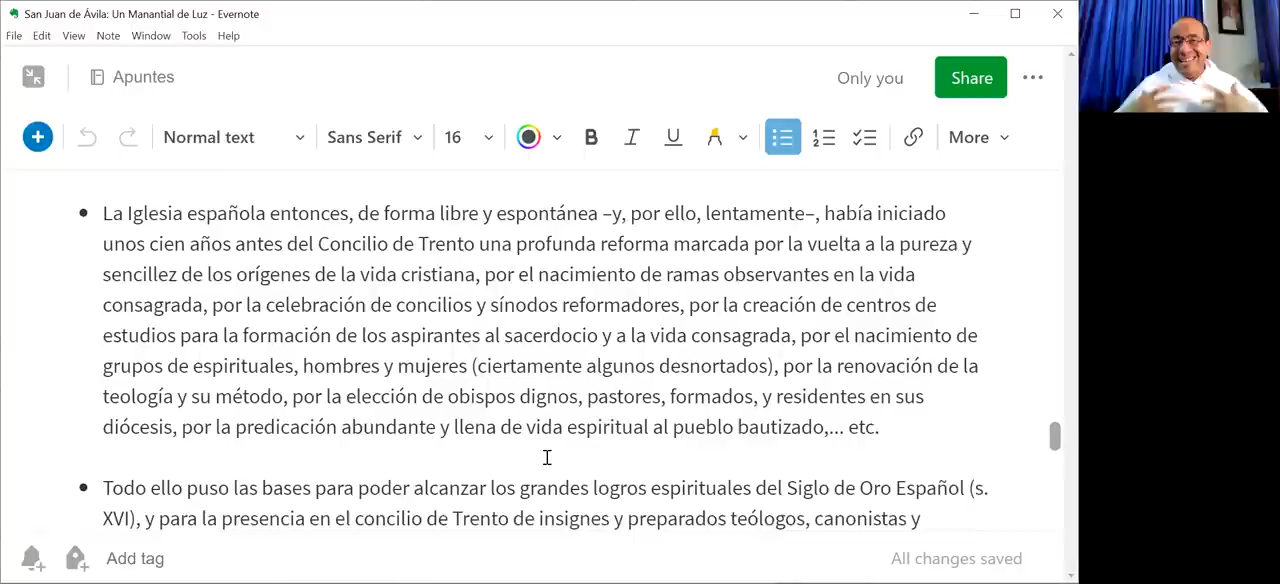 San Juan de Ávila: Un Manantial de Luz - Evernote
File Edit View Note Window Tools Help
Apuntes Only you Share
Normal text Sans Serif 16 B I U More
La Iglesia española entonces, de forma libre y espontánea –y, por ello, lentamente–, había iniciado
unos cien años antes del Concilio de Trento una profunda reforma marcada por la vuelta a la pureza y
sencillez de los orígenes de la vida cristiana, por el nacimiento de ramas observantes en la vida
consagrada, por la celebración de concilios y sínodos reformadores, por la creación de centros de
estudios para la formación de los aspirantes al sacerdocio y a la vida consagrada, por el nacimiento de
grupos de espirituales, hombres y mujeres (ciertamente algunos desnortados), por la renovación de la
teología y su método, por la elección de obispos dignos, pastores, formados, y residentes en sus
diócesis, por la predicación abundante y llena de vida espiritual al pueblo bautizado,... etc.
Todo ello puso las bases para poder alcanzar los grandes logros espirituales del Siglo de Oro Español (s.
XVI), y para la presencia en el concilio de Trento de insignes y preparados teólogos, canonistas y
Add tag All changes saved